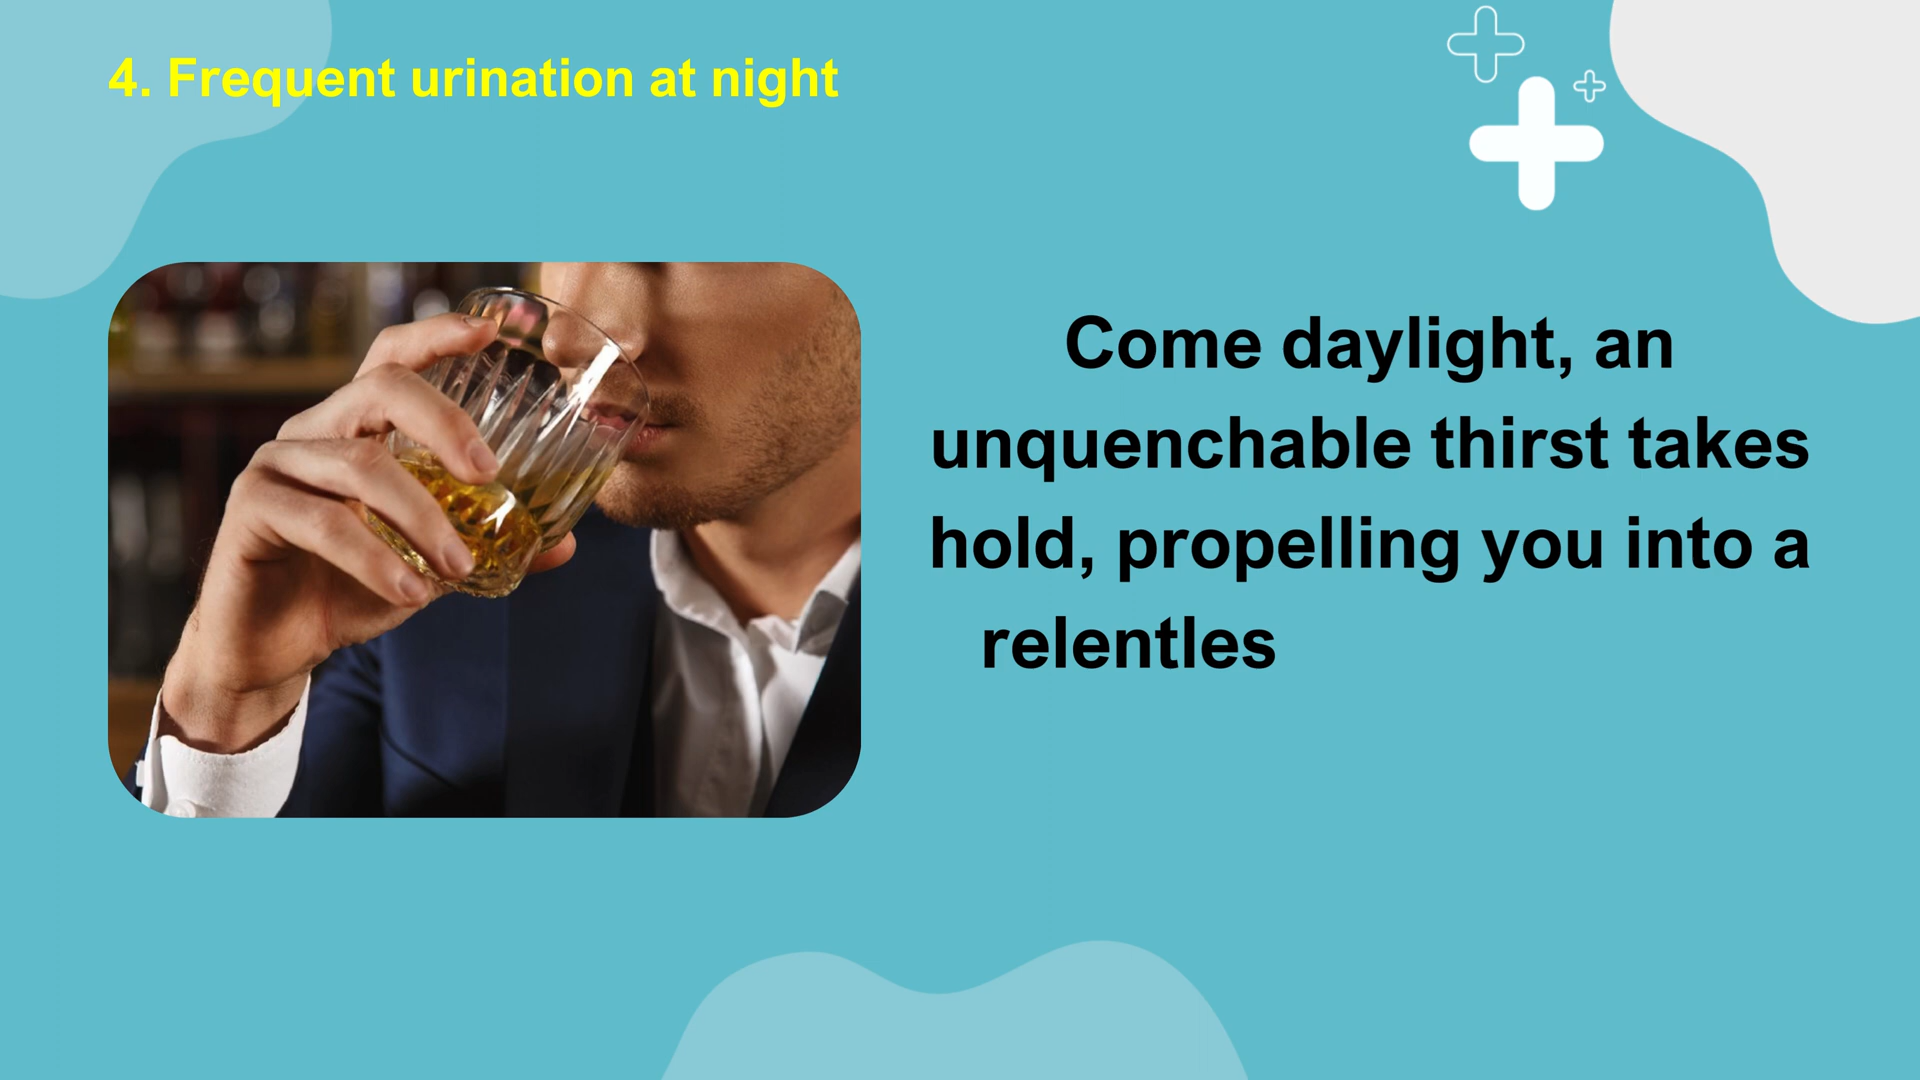 4. Frequent urination at night
Come daylight, an
unquenchable thirst takes
hold, propelling you into a
relentles